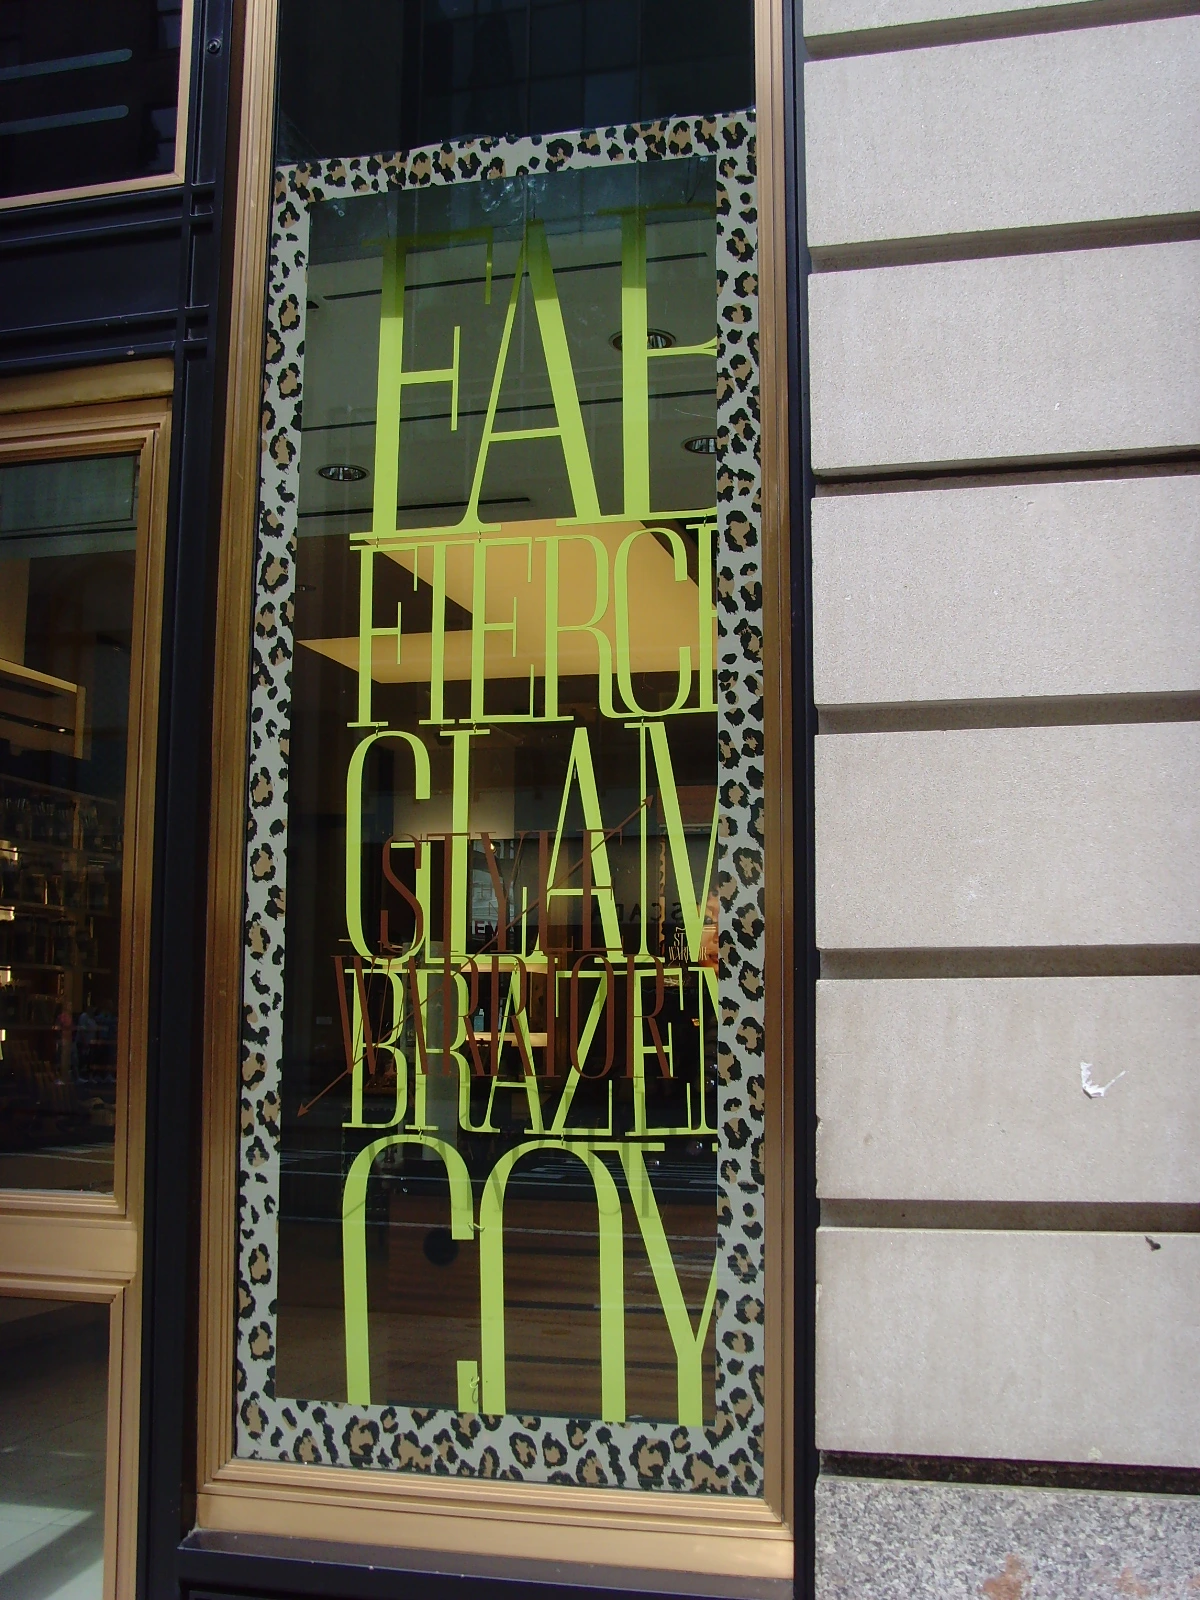 FAB
FIERCE
GLAM
STYLE
WARRIOR
BRAZEN
COY